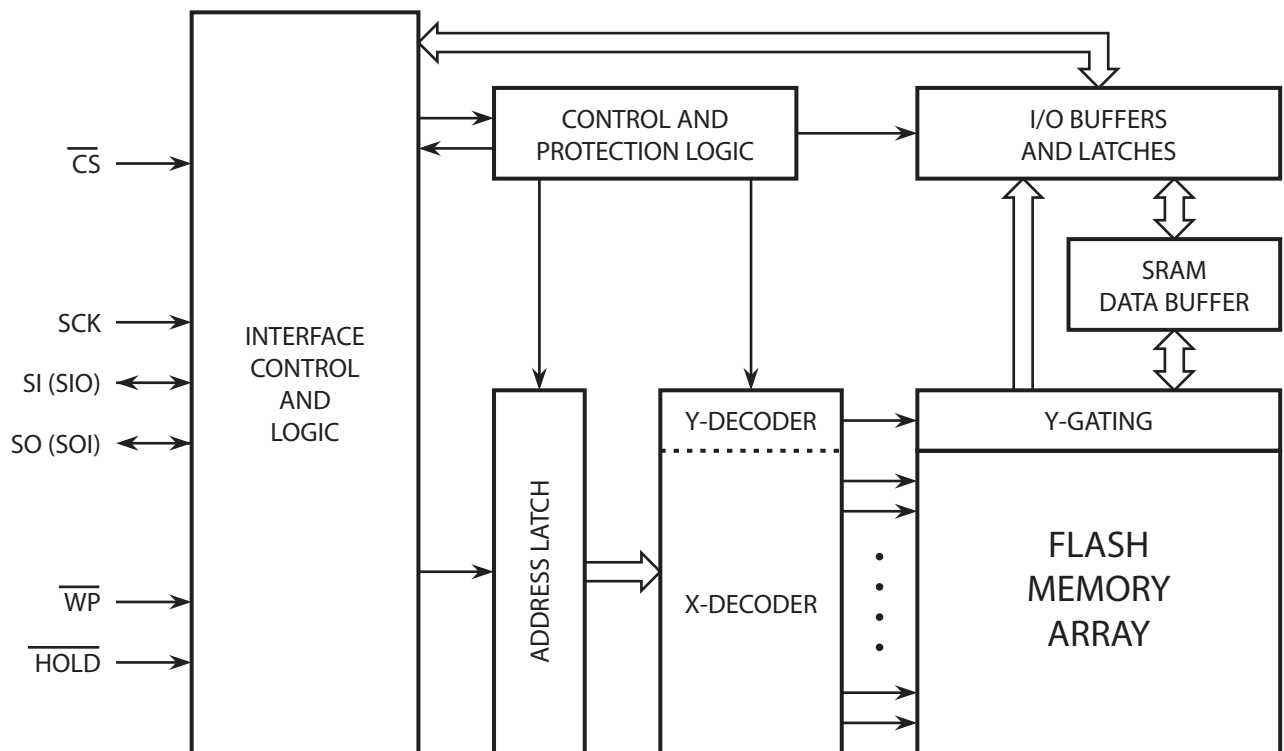 CS
SCK
SI (SIO)
SO (SOI)
WP
HOLD
INTERFACE
CONTROL
AND
LOGIC
CONTROL AND
PROTECTION LOGIC
I/O BUFFERS
AND LATCHES
SRAM
DATA BUFFER
ADDRESS LATCH
Y-DECODER
X-DECODER
Y-GATING
FLASH
MEMORY
ARRAY